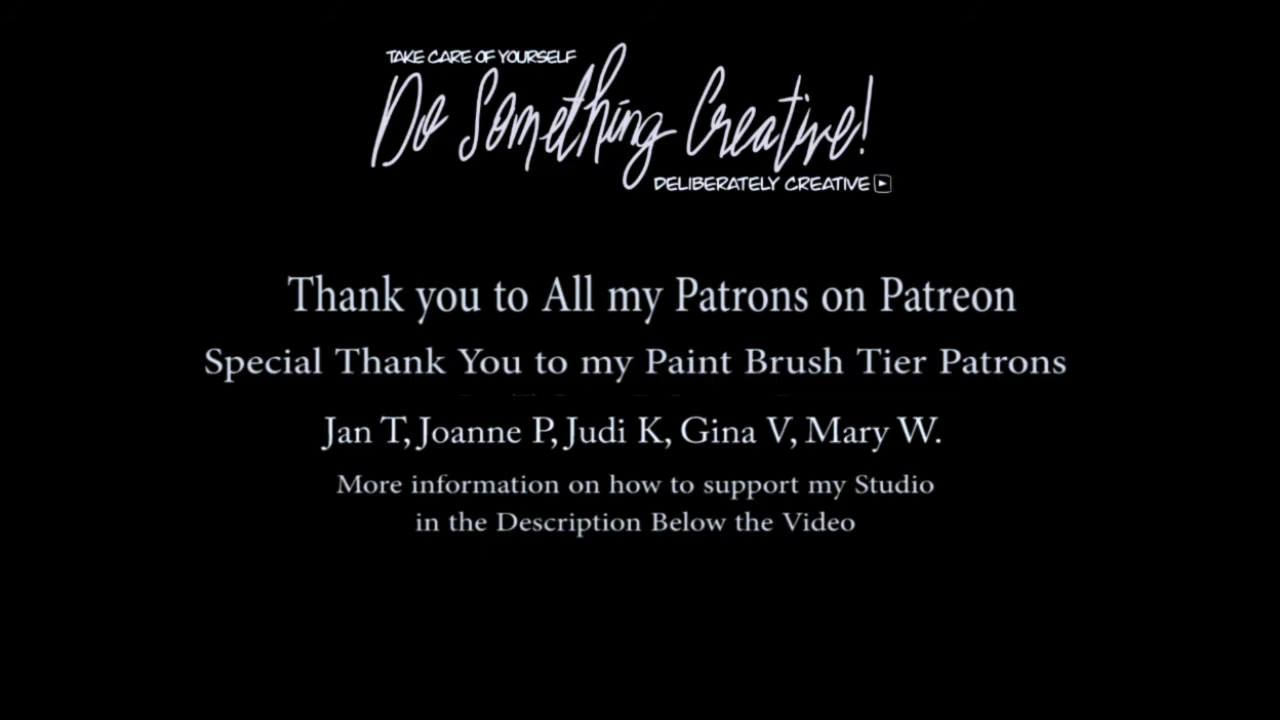 TAKE CARE OF YOURSELF
Do Something Creative!
DELIBERATELY CREATIVE
Thank you to All my Patrons on Patreon
Special Thank You to my Paint Brush Tier Patrons
Jan T, Joanne P, Judi K, Gina V, Mary W.
More information on how to support my Studio
in the Description Below the Video